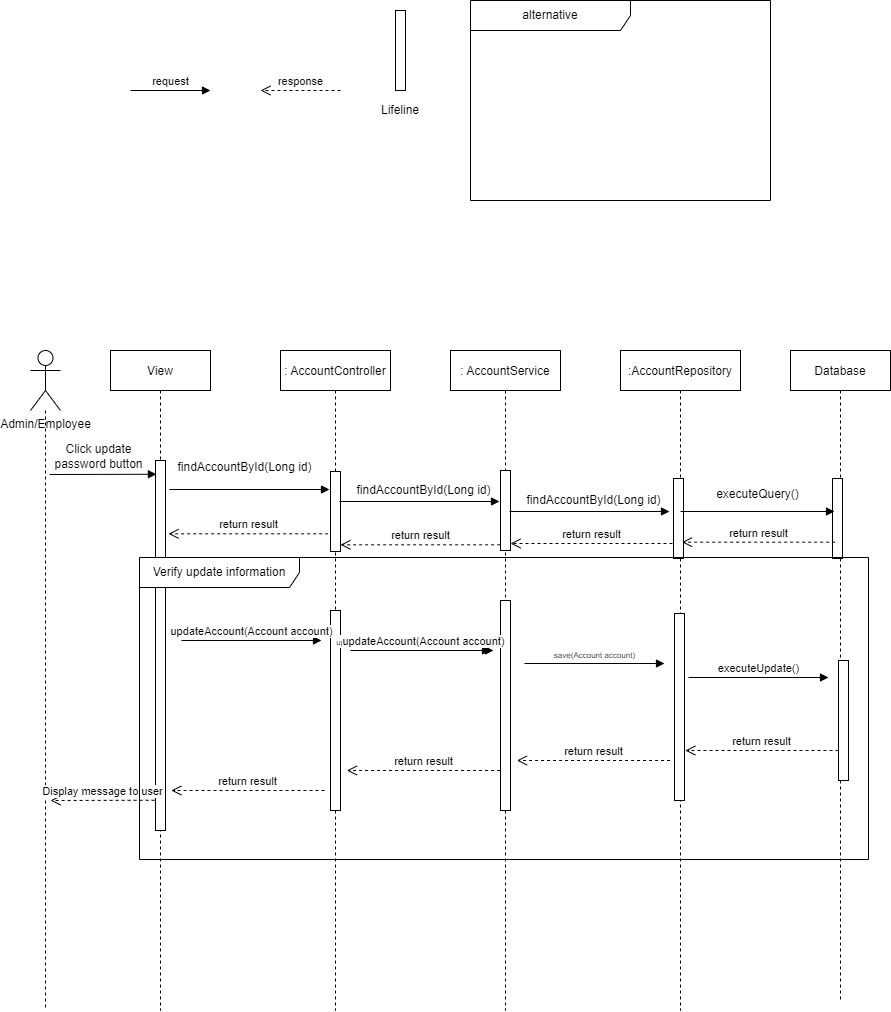 alternative
request
response
Lifeline
View
: AccountController
: AccountService
:AccountRepository
Database
Admin/Employee
Click update
password button
findAccountById(Long id)
findAccountById(Long id)
findAccountById(Long id)
executeQuery()
return result
return result
return result
return result
Verify update information
updateAccount(Account account)
updateAccount(Account account)
save(Account account)
executeUpdate()
return result
return result
return result
return result
Display message to user